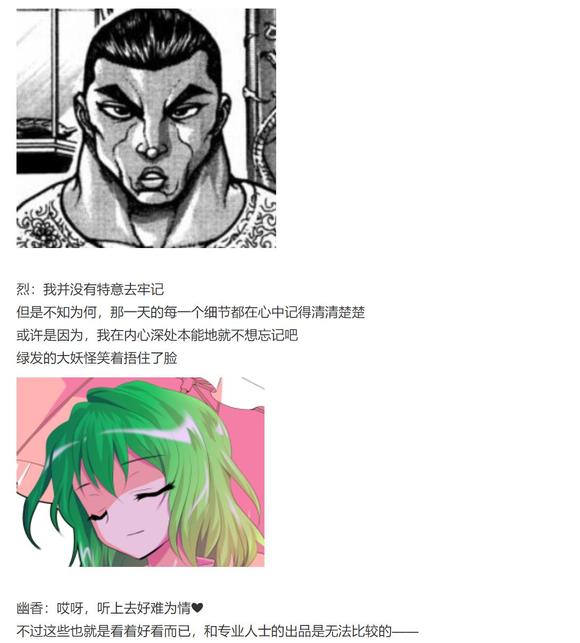 烈：我并没有特意去牢记
但是不知为何，那一天的每一个细节都在心中记得清清楚楚
或许是因为，我在内心深处本能地就不想忘记吧
绿发的大妖怪笑着捂住了脸
幽香：哎呀，听上去好难为情♥
不过这些也就是看着好看而已，和专业人士的出品是无法比较的——